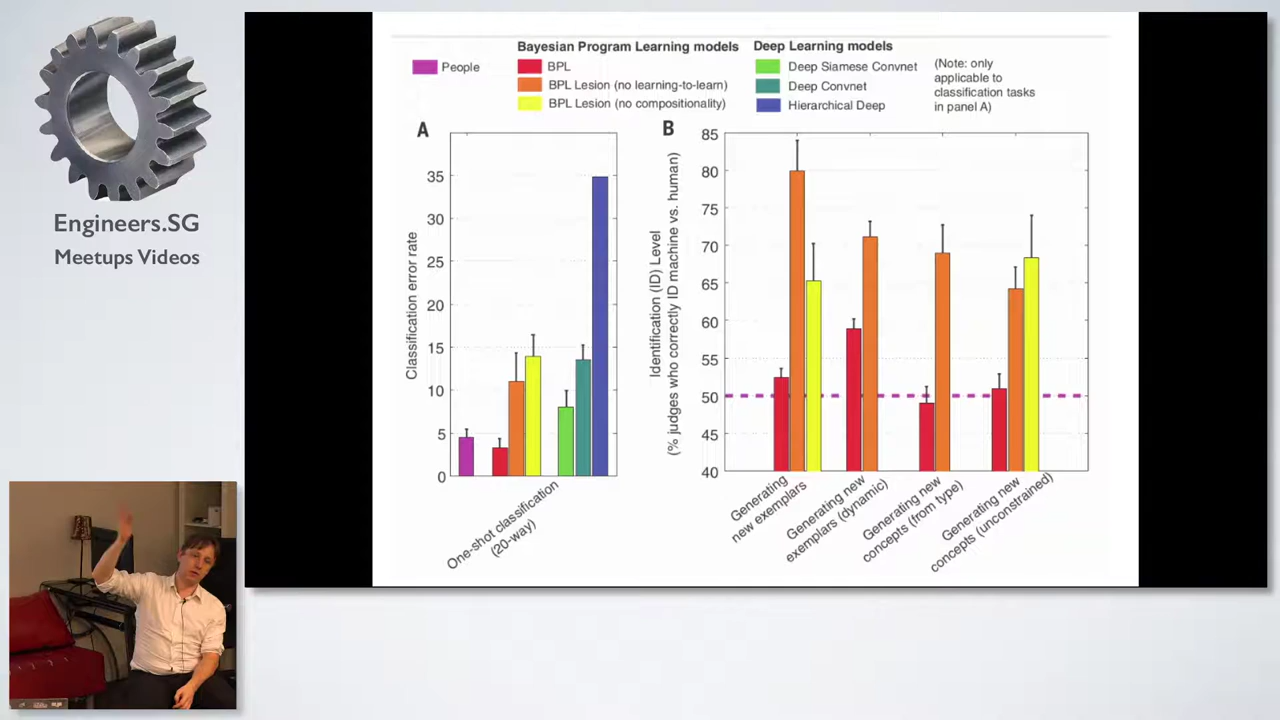 Engineers.SG
Meetups Videos
People
Bayesian Program Learning models
BPL
BPL Lesion (no learning-to-learn)
BPL Lesion (no compositionality)
Deep Learning models
Deep Siamese Convnet
Deep Convnet
Hierarchical Deep
(Note: only
applicable to
classification tasks
in panel A)
A
Classification error rate
35
30
25
20
15
10
5
0
One-shot classification
(20-way)
B
Identification (ID) Level
(% judges who correctly ID machine vs. human)
85
80
75
70
65
60
55
50
45
40
Generating
new exemplars
Generating new
exemplars (dynamic)
Generating new
concepts (from type)
Generating new
concepts (unconstrained)